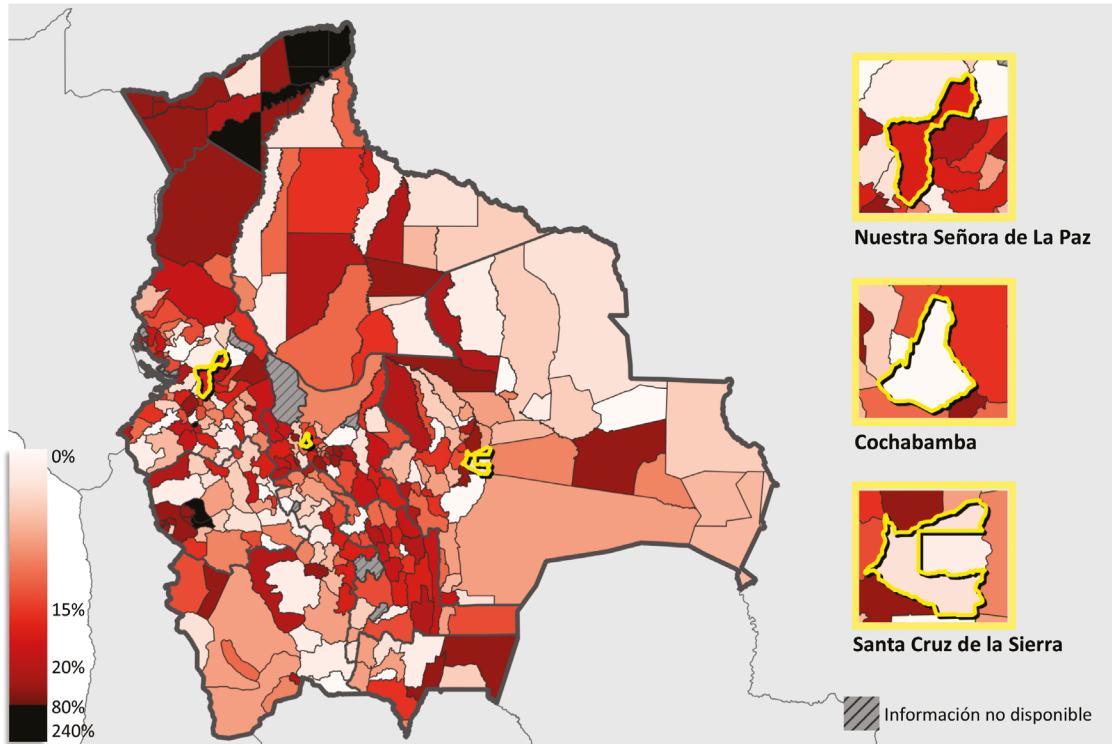 Nuestra Señora de La Paz
Cochabamba
0%
15%
20%
80%
240%
Santa Cruz de la Sierra
Información no disponible